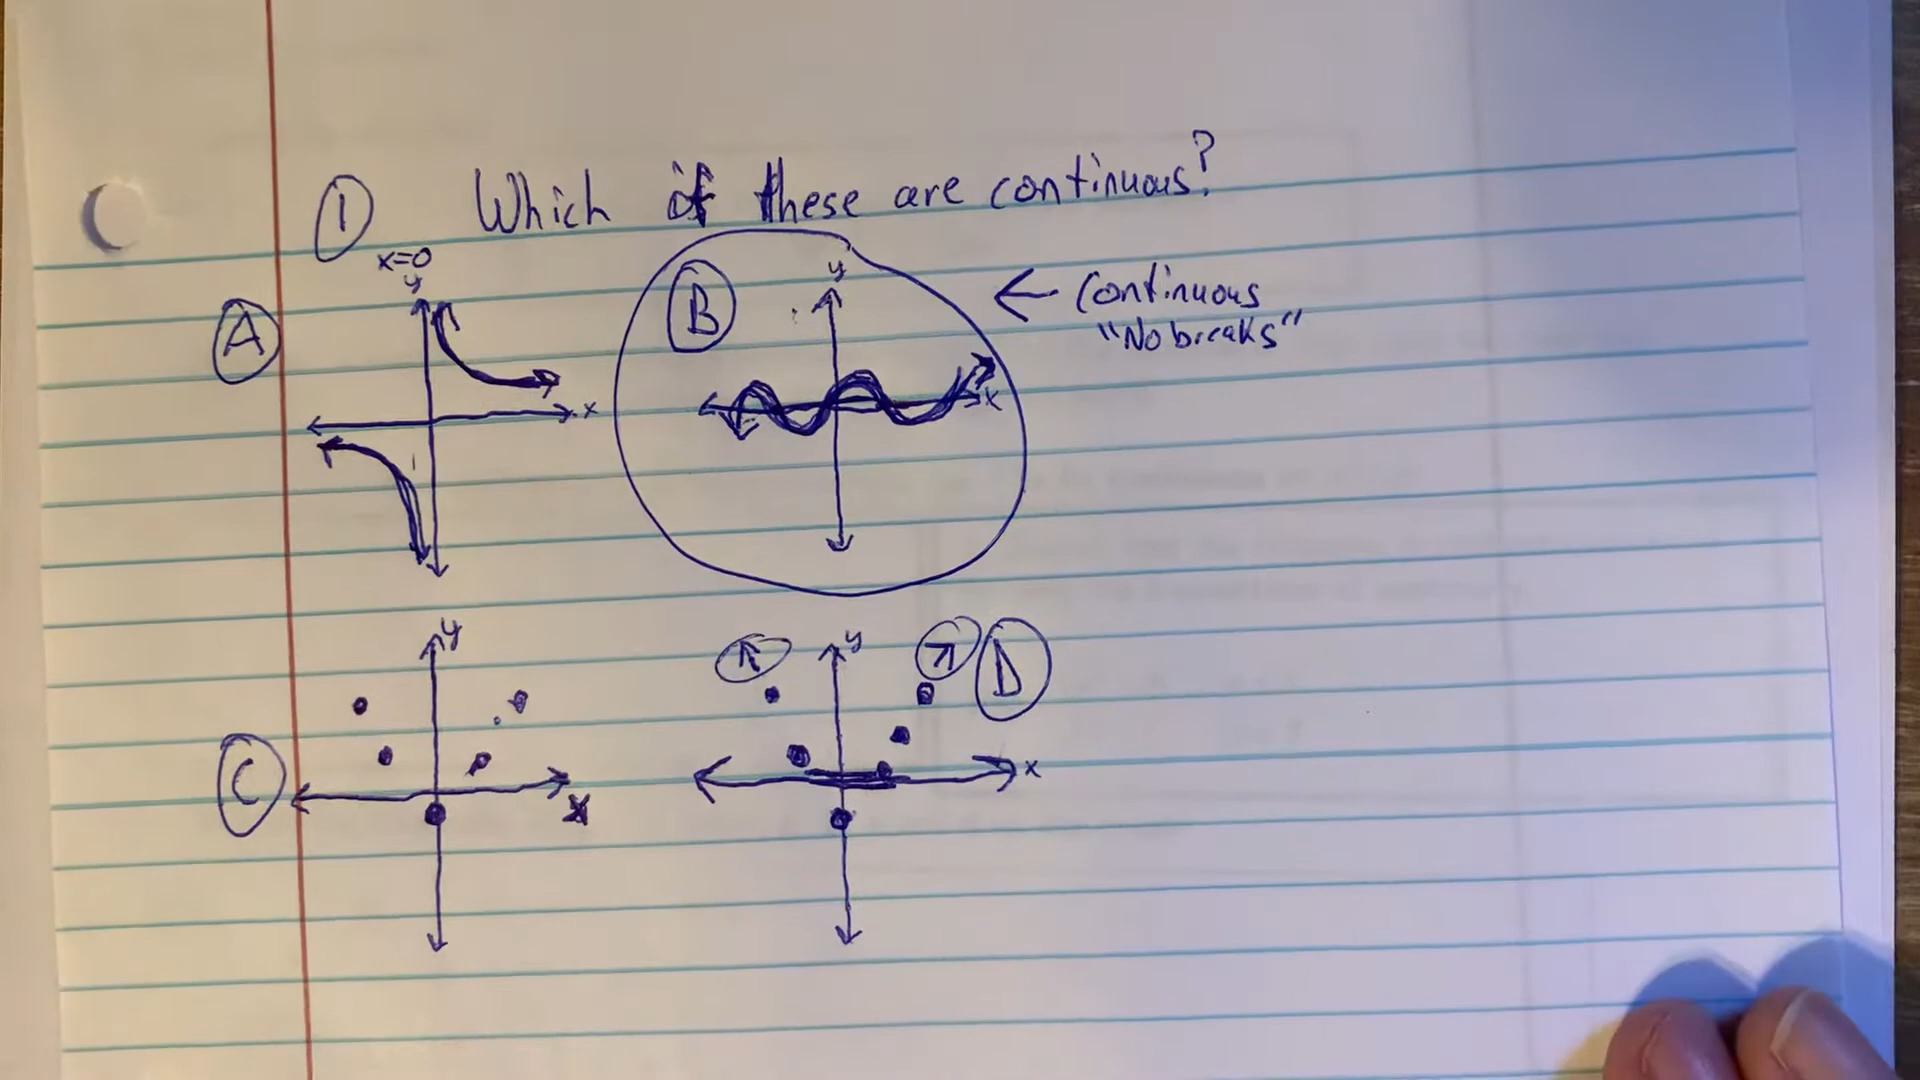 1 Which of these are continuous?
x=0
y
A
x
B
y
x
← Continuous
"No breaks"
C
y
x
y
D
x